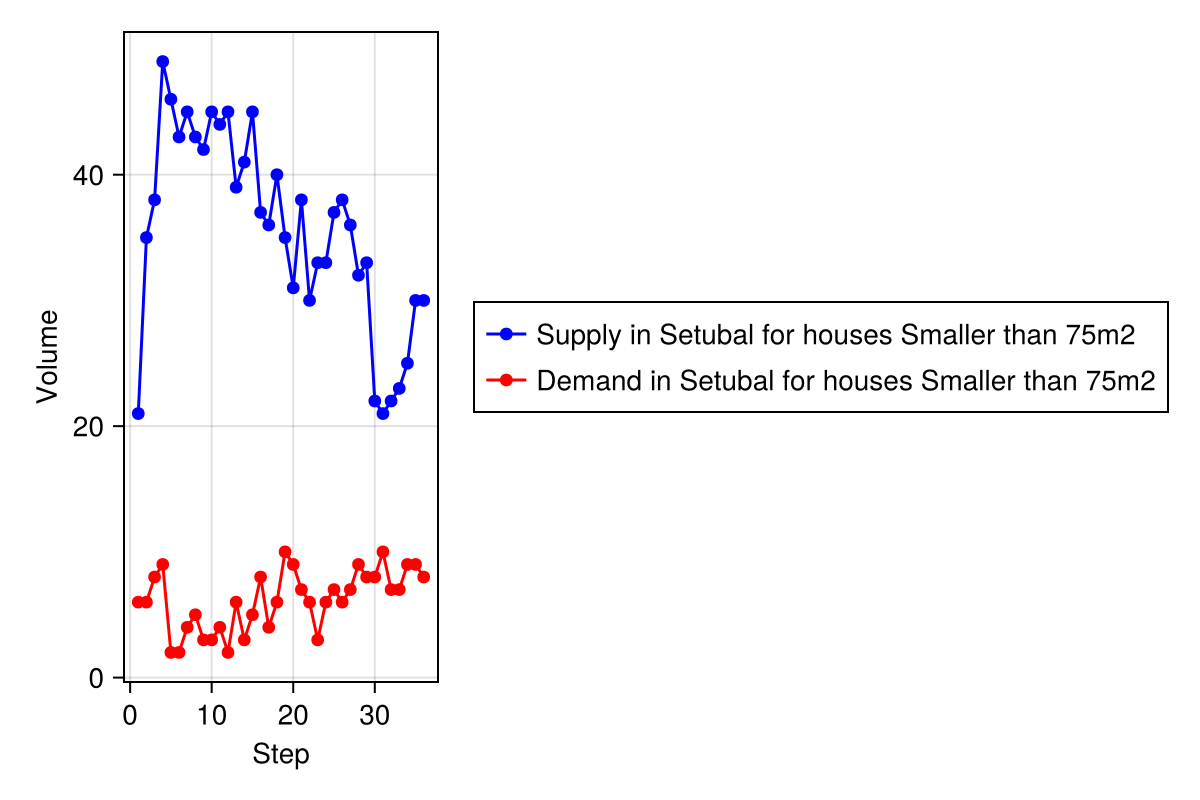 Volume
40
20
0
0 10 20 30
Step
Supply in Setubal for houses Smaller than 75m2
Demand in Setubal for houses Smaller than 75m2